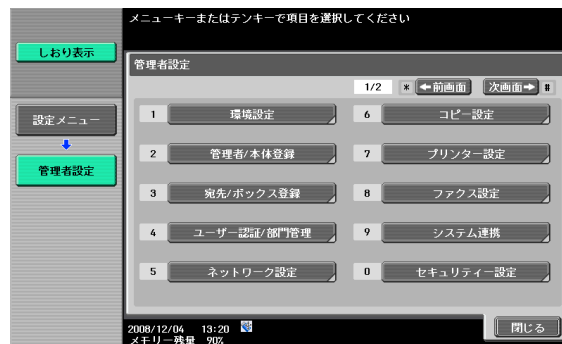 メニューキーまたはテンキーで項目を選択してください
しおり表示
管理者設定
1/2 * ←前画面 次画面→ #
設定メニュー
管理者設定
1 環境設定
6 コピー設定
2 管理者/本体登録
7 プリンター設定
3 宛先/ボックス登録
8 ファクス設定
4 ユーザー認証/部門管理
9 システム連携
5 ネットワーク設定
0 セキュリティー設定
2008/12/04 13:20
メモリー残量 90%
閉じる